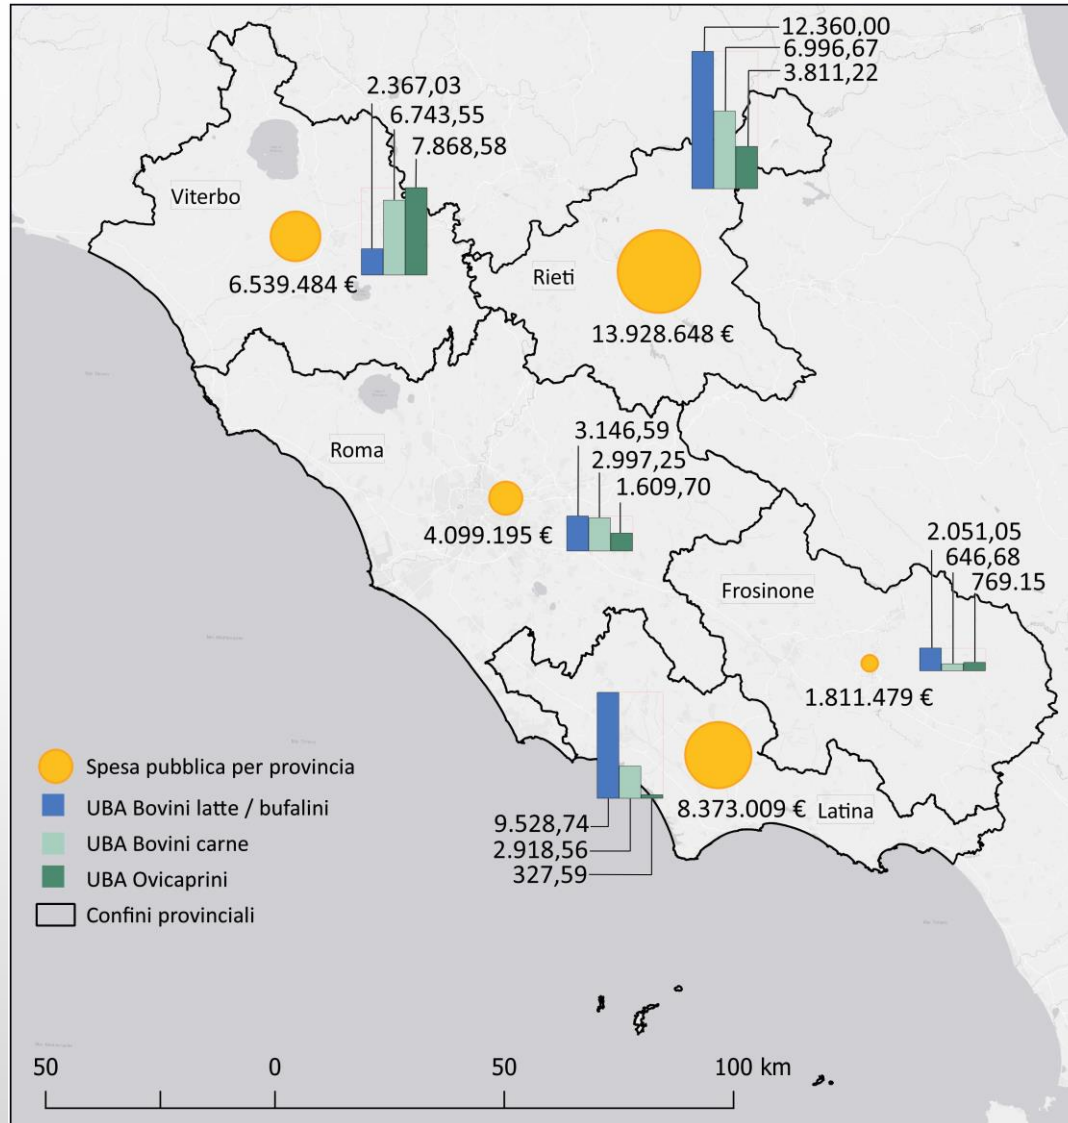 12.360,00
6.996,67
3.811,22
2.367,03
6.743,55
7.868,58
Viterbo
6.539.484 €
Rieti
13.928.648 €
Roma
3.146,59
2.997,25
1.609,70
4.099.195 €
2.051,05
646,68
769.15
Frosinone
1.811.479 €
9.528,74
2.918,56
327,59
8.373.009 €
Latina
Spesa pubblica per provincia
UBA Bovini latte / bufalini
UBA Bovini carne
UBA Ovicaprini
Confini provinciali
50 0 50 100 km